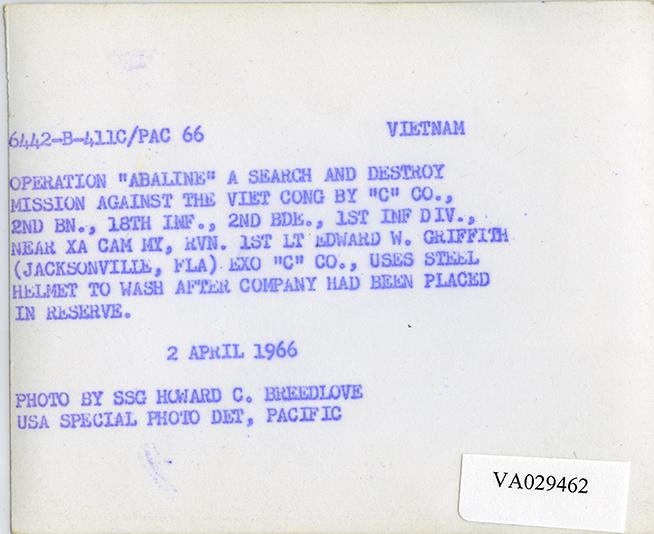 6442-B-411C/PAC 66 VIETNAM
OPERATION "ABALINE" A SEARCH AND DESTROY
MISSION AGAINST THE VIET CONG BY "C" CO.,
2ND BN., 18TH INF., 2ND BDE., 1ST INF DIV.,
NEAR XA CAM MY, RVN. 1ST LT EDWARD W. GRIFFITH
(JACKSONVILLE, FLA) EXO "C" CO., USES STEEL
HELMET TO WASH AFTER COMPANY HAD BEEN PLACED
IN RESERVE.
2 APRIL 1966
PHOTO BY SSG HOWARD C. BREEDLOVE
USA SPECIAL PHOTO DET, PACIFIC
VA029462